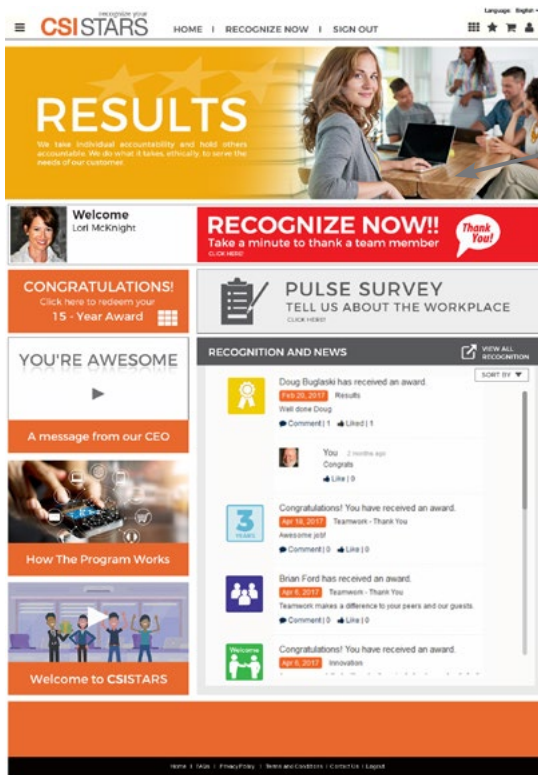 recognize your
CSISTARS
HOME | RECOGNIZE NOW | SIGN OUT
Language: English
RESULTS
We take individual accountability and hold others
accountable. We do what it takes, ethically, to serve the
needs of our customer.
Welcome
Lori McKnight
RECOGNIZE NOW!!
Take a minute to thank a team member
CLICK HERE!
Thank
You!
CONGRATULATIONS!
Click here to redeem your
15 - Year Award
PULSE SURVEY
TELL US ABOUT THE WORKPLACE
CLICK HERE!
YOU'RE AWESOME
A message from our CEO
How The Program Works
Welcome to CSISTARS
RECOGNITION AND NEWS
VIEW ALL
RECOGNITION
SORT BY
Doug Buglaski has received an award.
Feb 20, 2017 Results
Well done Doug
Comment | 1 Liked | 1
You 2 months ago
Congrats
Like | 0
3
YEARS
Congratulations! You have received an award.
Apr 18, 2017 Teamwork - Thank You
Awesome job!
Comment | 0 Like | 0
Brian Ford has received an award.
Apr 6, 2017 Teamwork - Thank You
Teamwork makes a difference to your peers and our guests.
Comment | 0 Like | 0
Welcome
Congratulations! You have received an award.
Apr 6, 2017 Innovation
Home | FAQs | Privacy Policy | Terms and Conditions | Contact Us | Logout